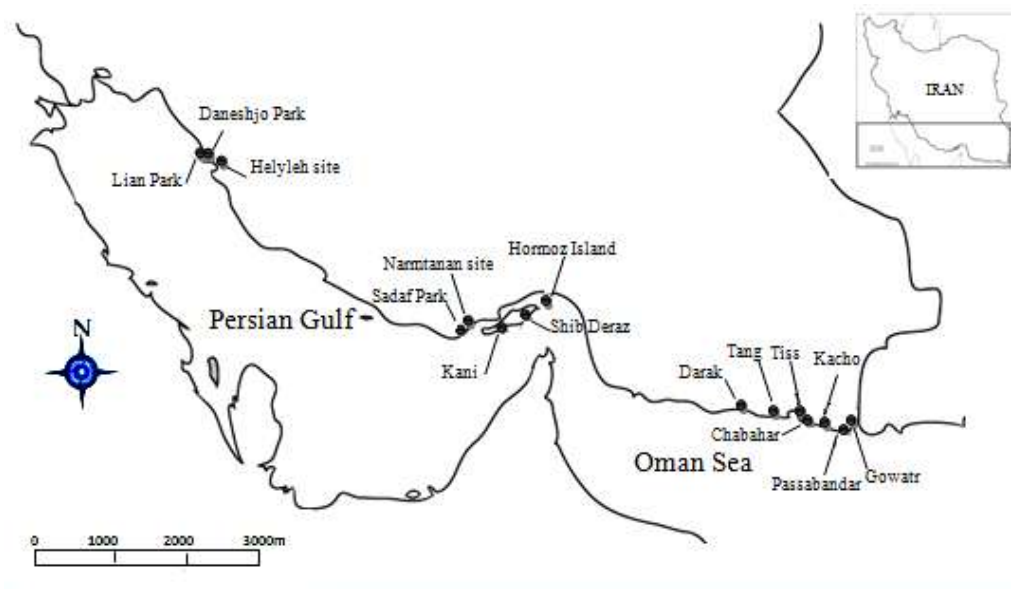 IRAN
Daneshjo Park
Lian Park
Helyleh site
Hormoz Island
Narmtanan site
Sadaf Park
Persian Gulf
Shib Deraz
Kani
N
Tang
Tiss
Kacho
Darak
Chabahar
Oman Sea
Passabandar
Gowatr
0 1000 2000 3000m